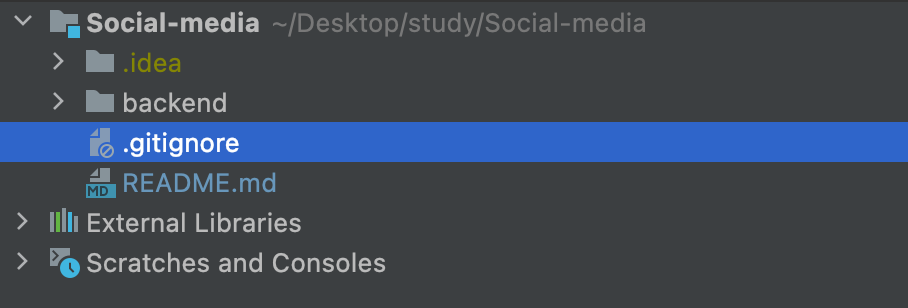 Social-media ~/Desktop/study/Social-media
.idea
backend
.gitignore
MD README.md
External Libraries
Scratches and Consoles